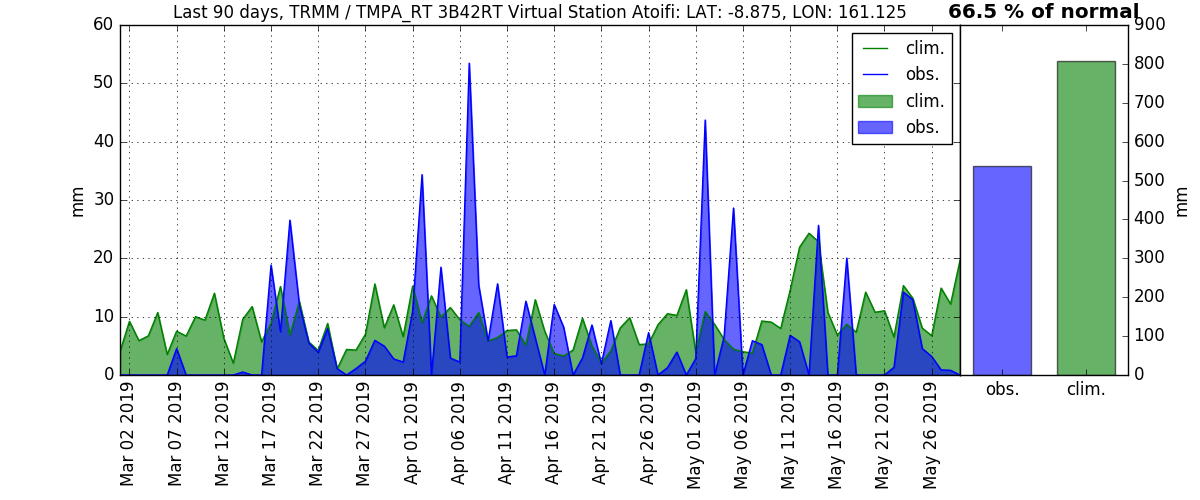 Last 90 days, TRMM / TMPA_RT 3B42RT Virtual Station Atoifi: LAT: -8.875, LON: 161.125
66.5 % of normal
60
50
40
30
20
10
0
mm
clim.
obs.
clim.
obs.
900
800
700
600
500
400
300
200
100
0
mm
obs.
clim.
Mar 02 2019
Mar 07 2019
Mar 12 2019
Mar 17 2019
Mar 22 2019
Mar 27 2019
Apr 01 2019
Apr 06 2019
Apr 11 2019
Apr 16 2019
Apr 21 2019
Apr 26 2019
May 01 2019
May 06 2019
May 11 2019
May 16 2019
May 21 2019
May 26 2019